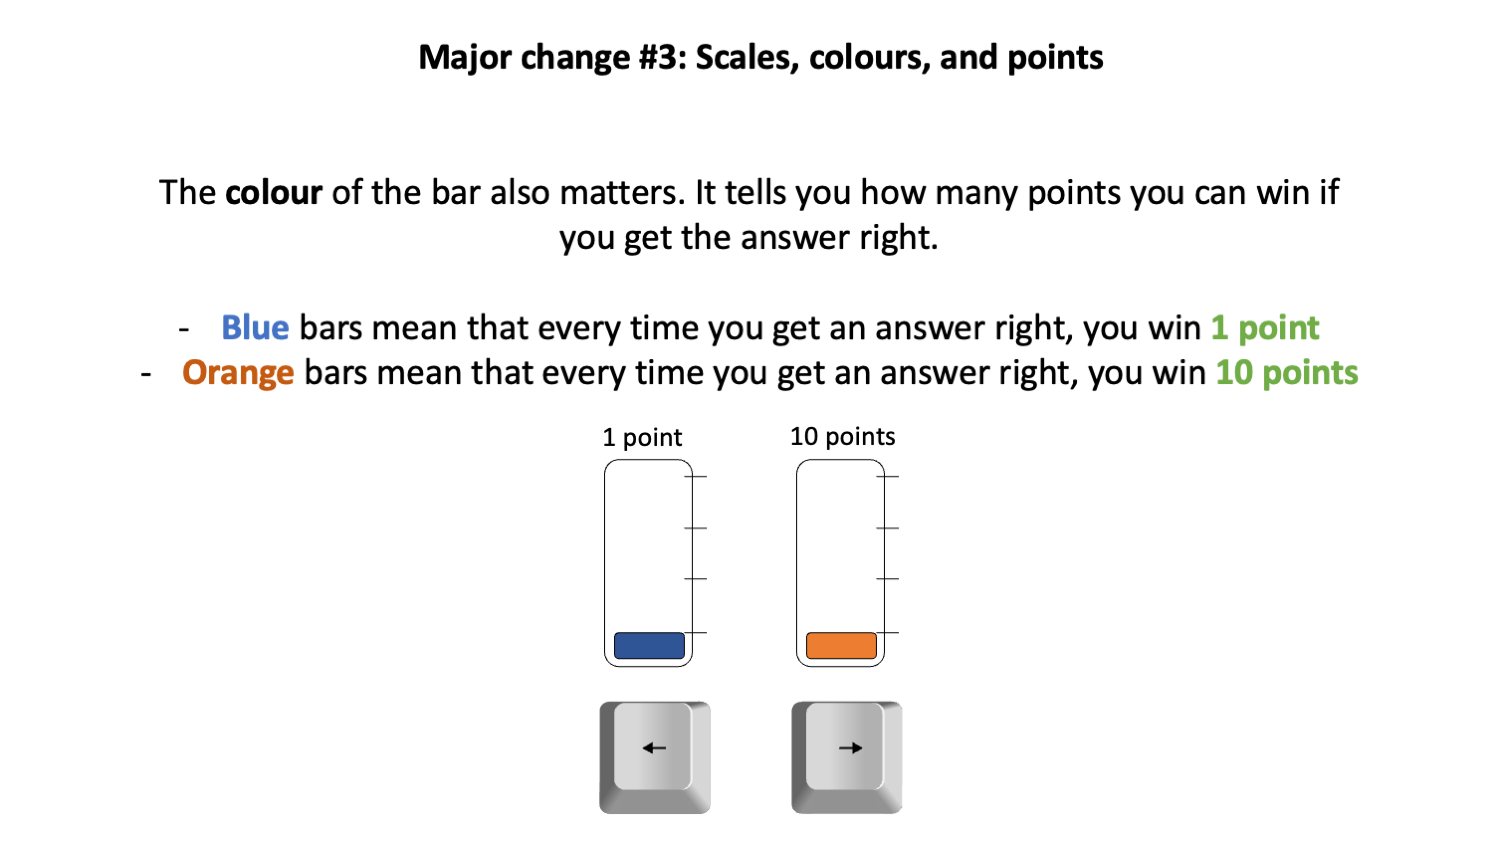 Major change #3: Scales, colours, and points
The colour of the bar also matters. It tells you how many points you can win if
you get the answer right.
- Blue bars mean that every time you get an answer right, you win 1 point
- Orange bars mean that every time you get an answer right, you win 10 points
1 point
10 points